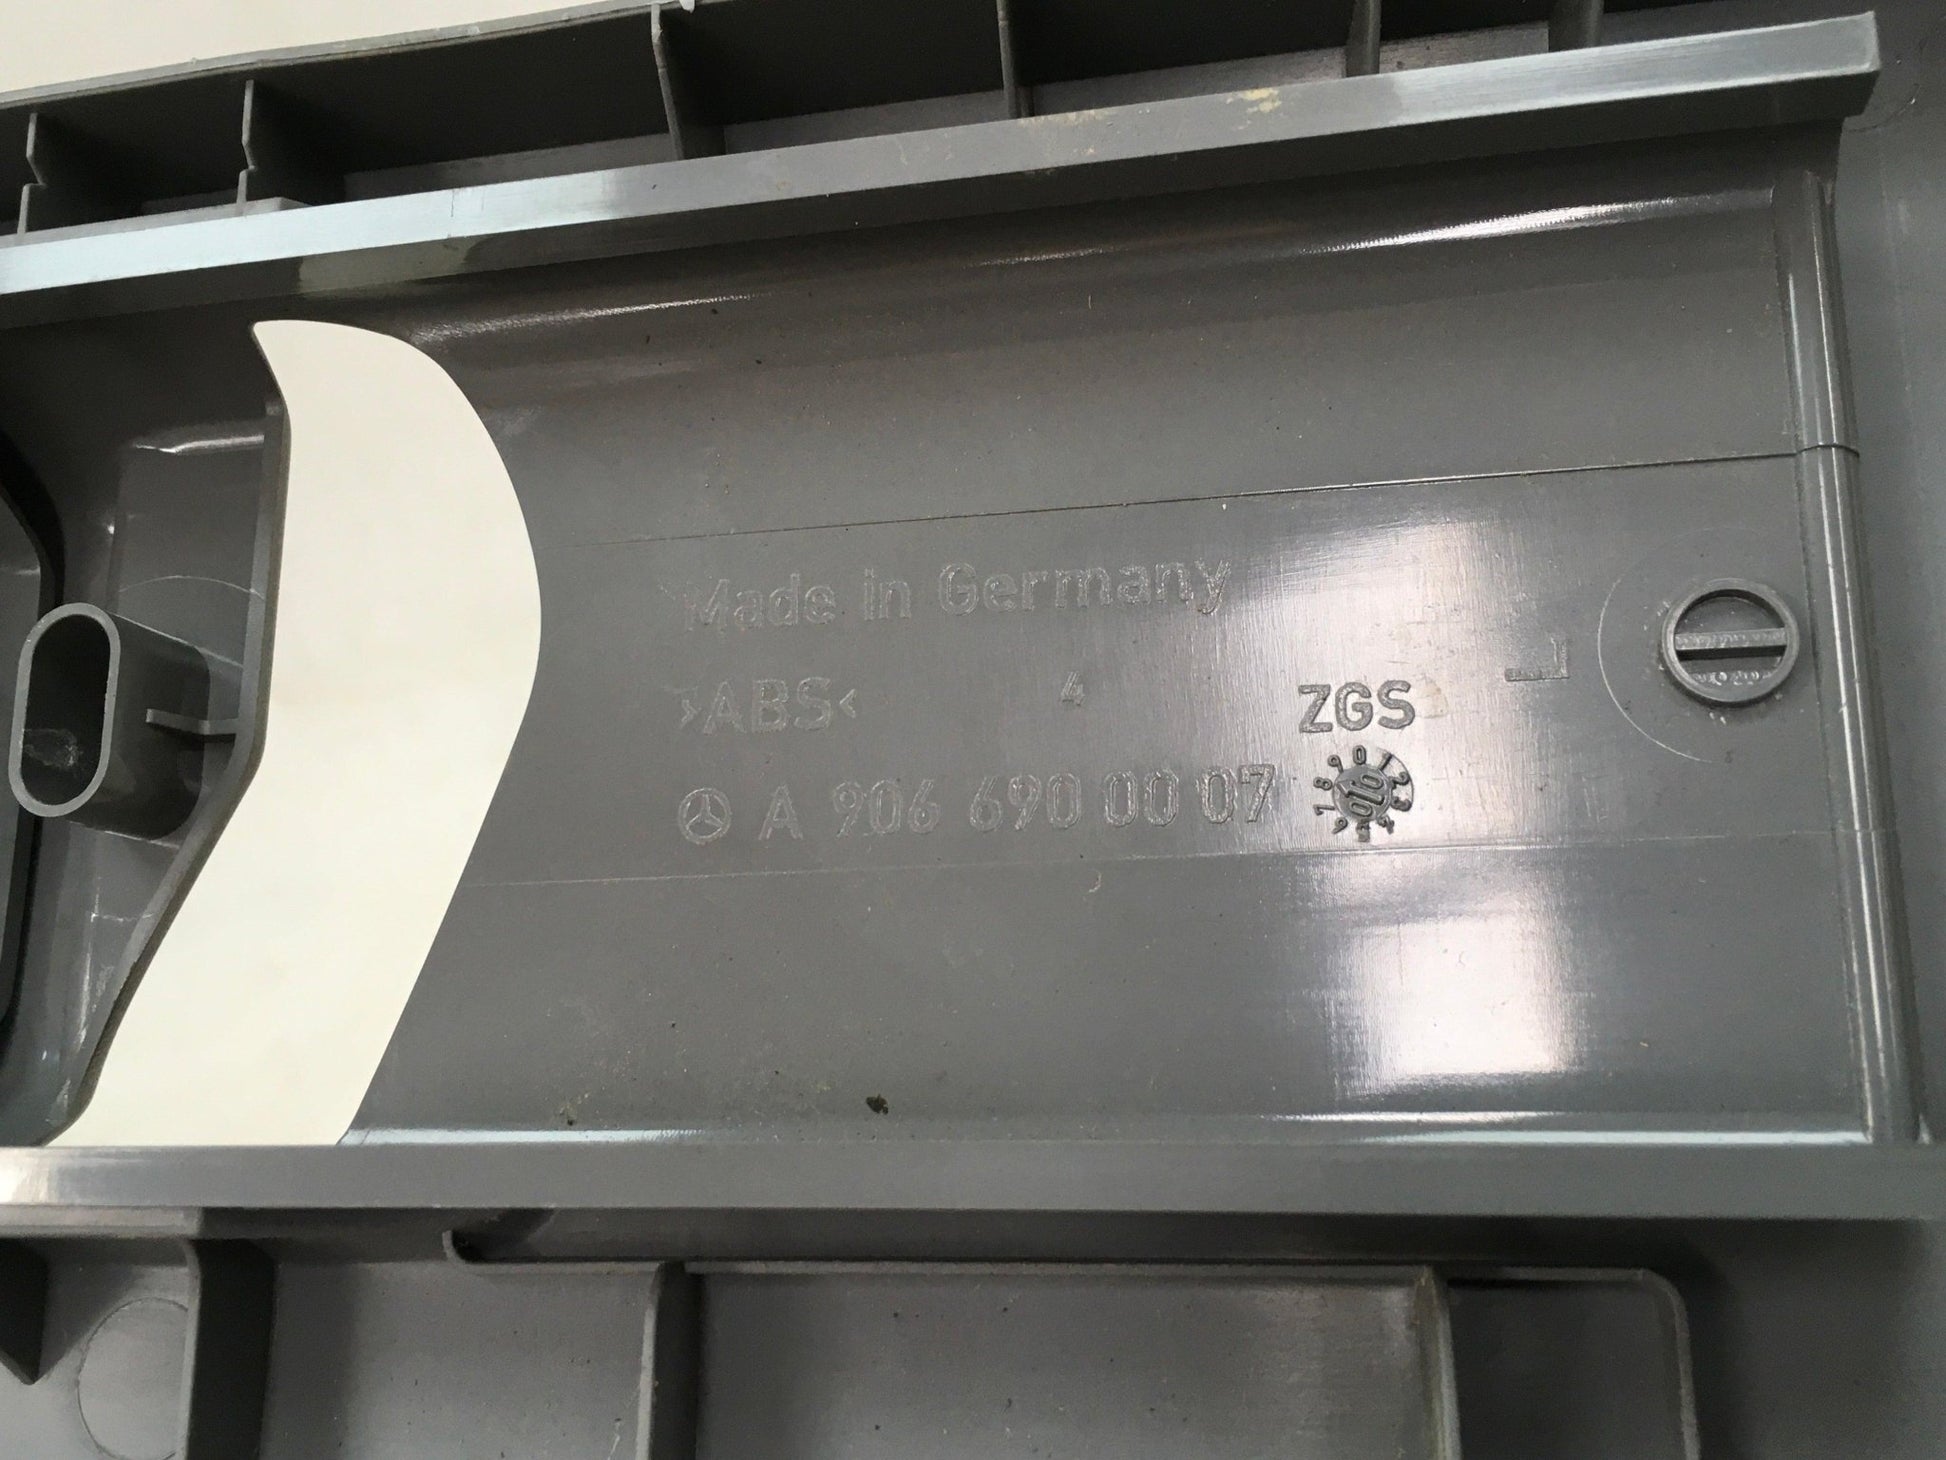 Made in Germany
>ABS< 4 ZGS L
A 906 690 00 07